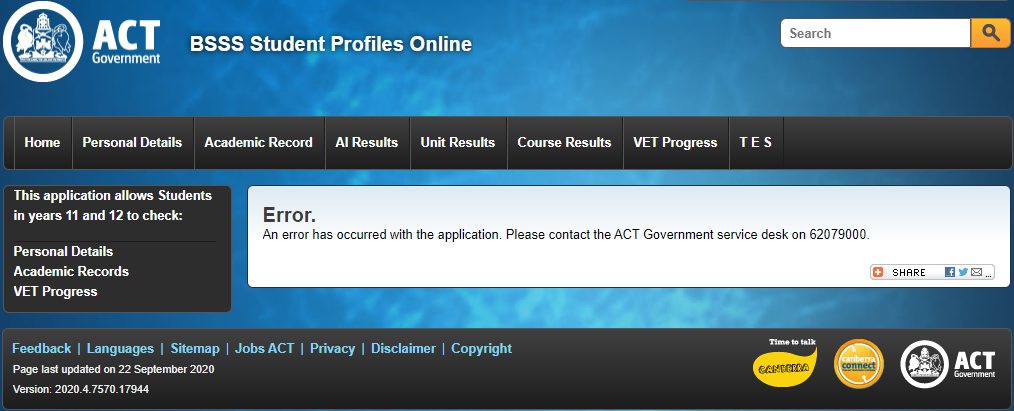 ACT
Government
BSSS Student Profiles Online
Search
Home
Personal Details
Academic Record
AI Results
Unit Results
Course Results
VET Progress
T E S
This application allows Students
in years 11 and 12 to check:
Personal Details
Academic Records
VET Progress
Error.
An error has occurred with the application. Please contact the ACT Government service desk on 62079000.
SHARE ...
Feedback | Languages | Sitemap | Jobs ACT | Privacy | Disclaimer | Copyright
Page last updated on 22 September 2020
Version: 2020.4.7570.17944
Time to talk
CANBERRA
canberra
connect
ACT
Government